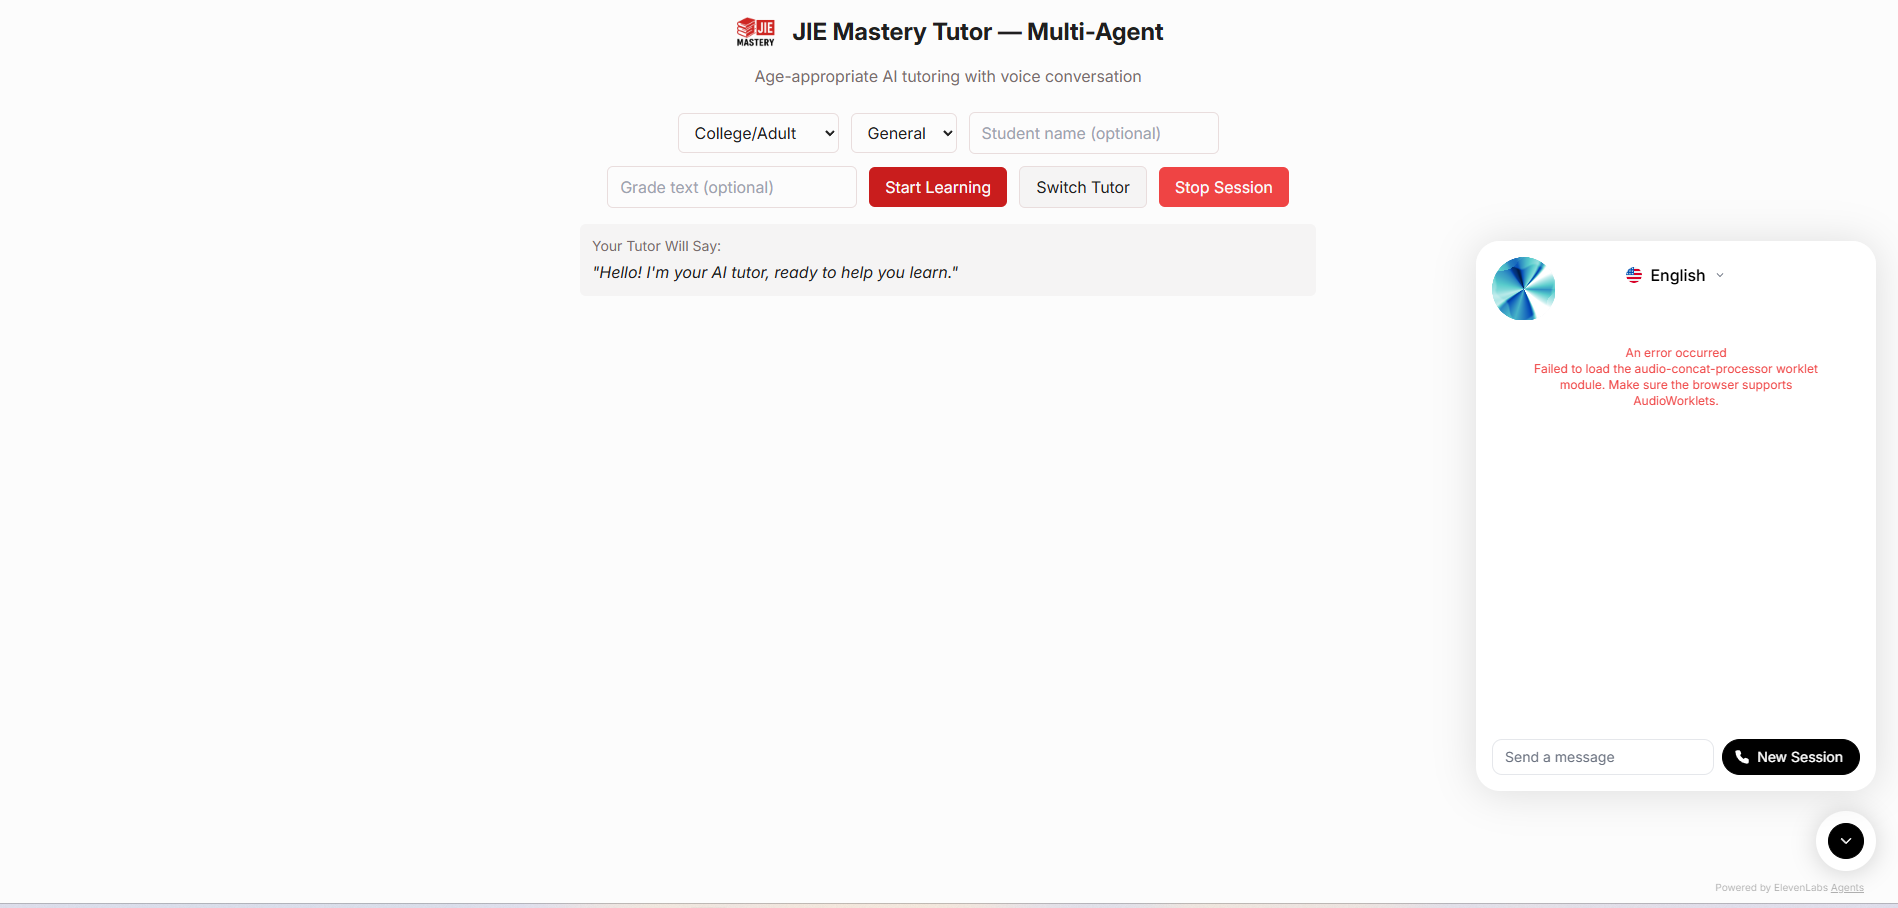 JIE
MASTERY
JIE Mastery Tutor — Multi-Agent
Age-appropriate AI tutoring with voice conversation
College/Adult
General
Student name (optional)
Grade text (optional)
Start Learning
Switch Tutor
Stop Session
Your Tutor Will Say:
"Hello! I'm your AI tutor, ready to help you learn."
English
An error occurred
Failed to load the audio-concat-processor worklet
module. Make sure the browser supports
AudioWorklets.
Send a message
New Session
Powered by ElevenLabs Agents